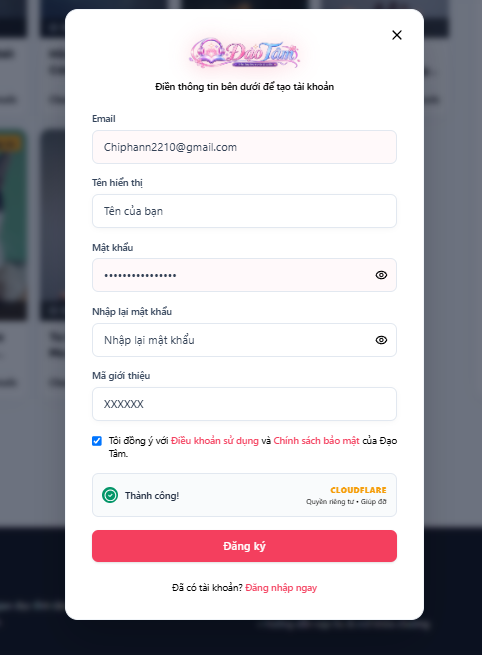 Đạo Tâm
Điền thông tin bên dưới để tạo tài khoản
Email
Chiphann2210@gmail.com
Tên hiển thị
Tên của bạn
Mật khẩu
••••••••••••••••
Nhập lại mật khẩu
Nhập lại mật khẩu
Mã giới thiệu
XXXXXX
Tôi đồng ý với Điều khoản sử dụng và Chính sách bảo mật của Đạo
Tâm.
Thành công!
CLOUDFLARE
Quyền riêng tư • Giúp đỡ
Đăng ký
Đã có tài khoản? Đăng nhập ngay